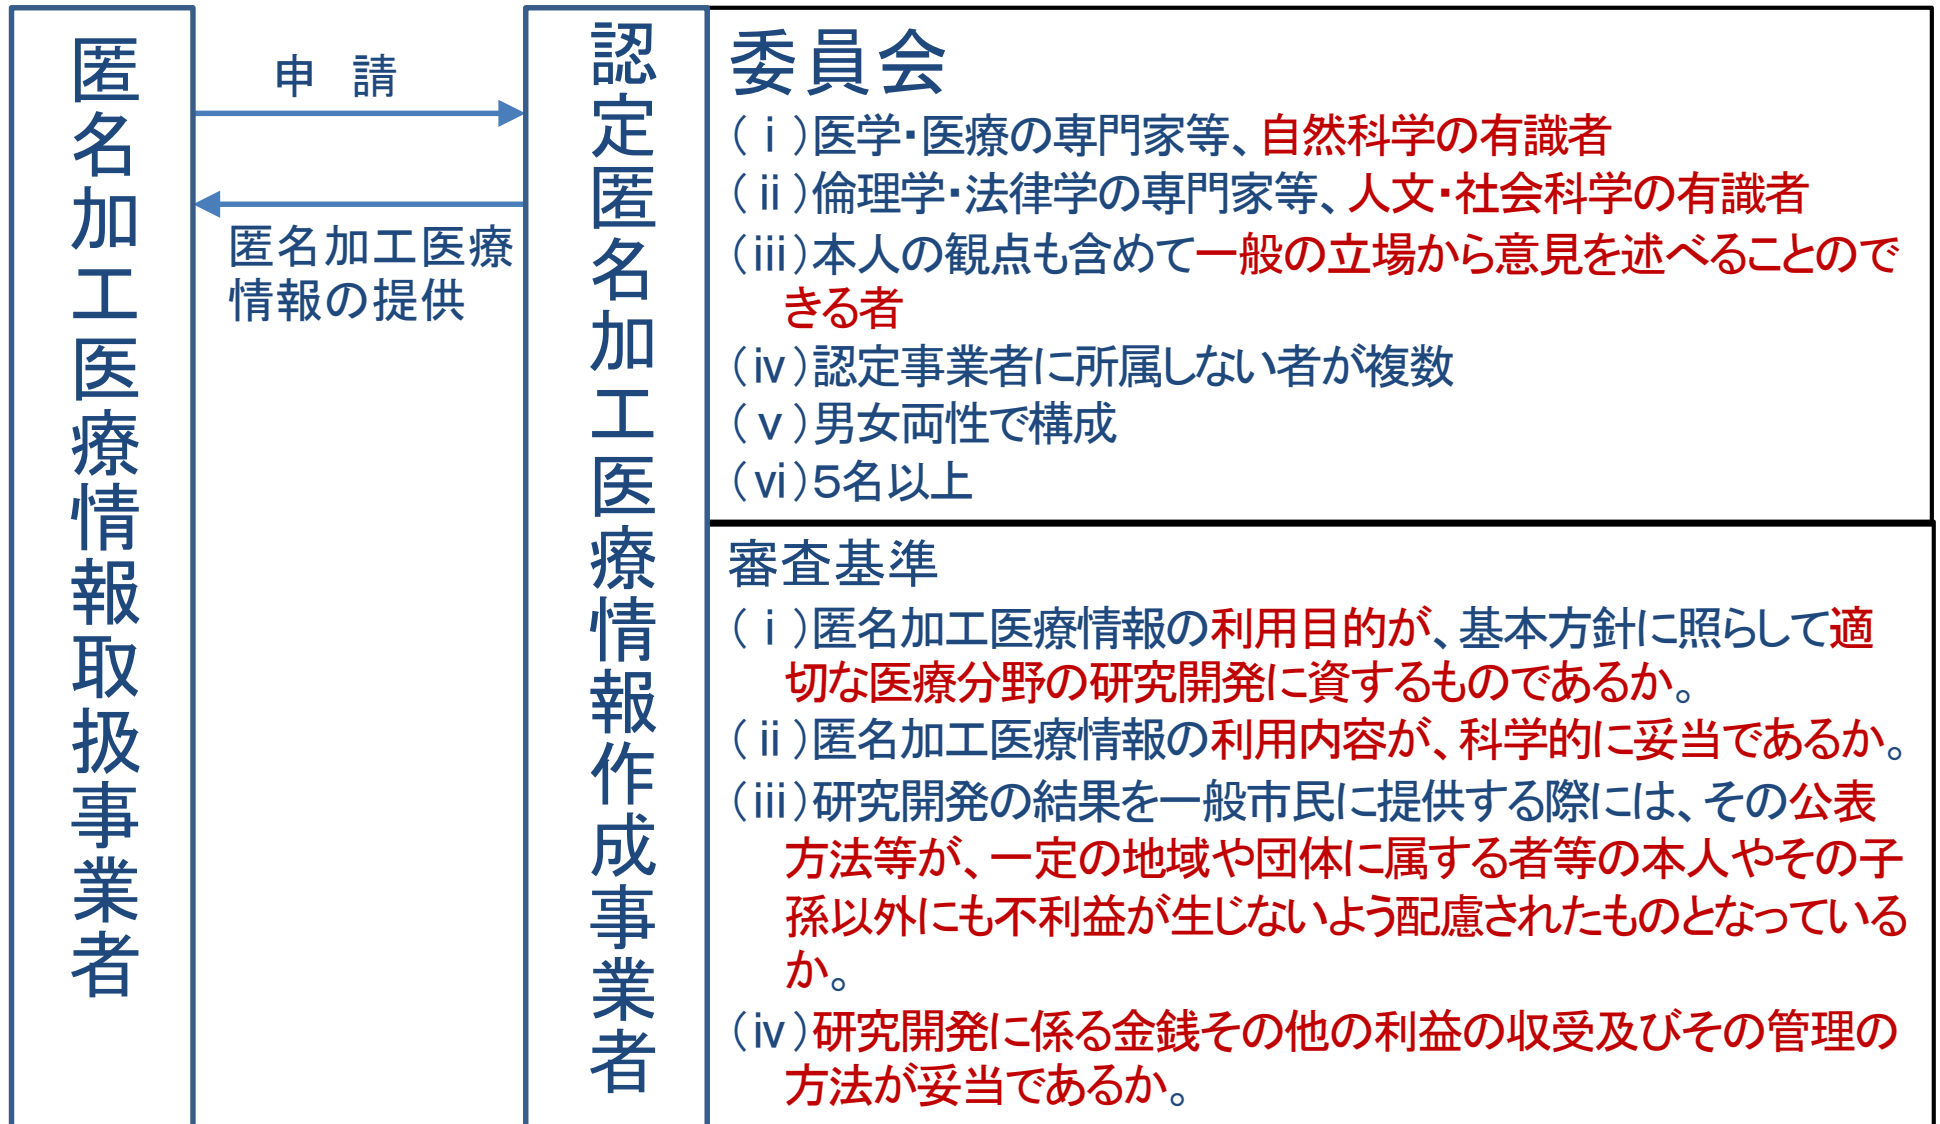 匿名加工医療情報取扱事業者
申　請
匿名加工医療
情報の提供
認定匿名加工医療情報作成事業者
委員会
（ⅰ）医学・医療の専門家等、自然科学の有識者
（ⅱ）倫理学・法律学の専門家等、人文・社会科学の有識者
（ⅲ）本人の観点も含めて一般の立場から意見を述べることので
きる者
（ⅳ）認定事業者に所属しない者が複数
（ⅴ）男女両性で構成
（ⅵ）５名以上
審査基準
（ⅰ）匿名加工医療情報の利用目的が、基本方針に照らして適
切な医療分野の研究開発に資するものであるか。
（ⅱ）匿名加工医療情報の利用内容が、科学的に妥当であるか。
（ⅲ）研究開発の結果を一般市民に提供する際には、その公表
方法等が、一定の地域や団体に属する者等の本人やその子
孫以外にも不利益が生じないよう配慮されたものとなっている
か。
（ⅳ）研究開発に係る金銭その他の利益の収受及びその管理の
方法が妥当であるか。